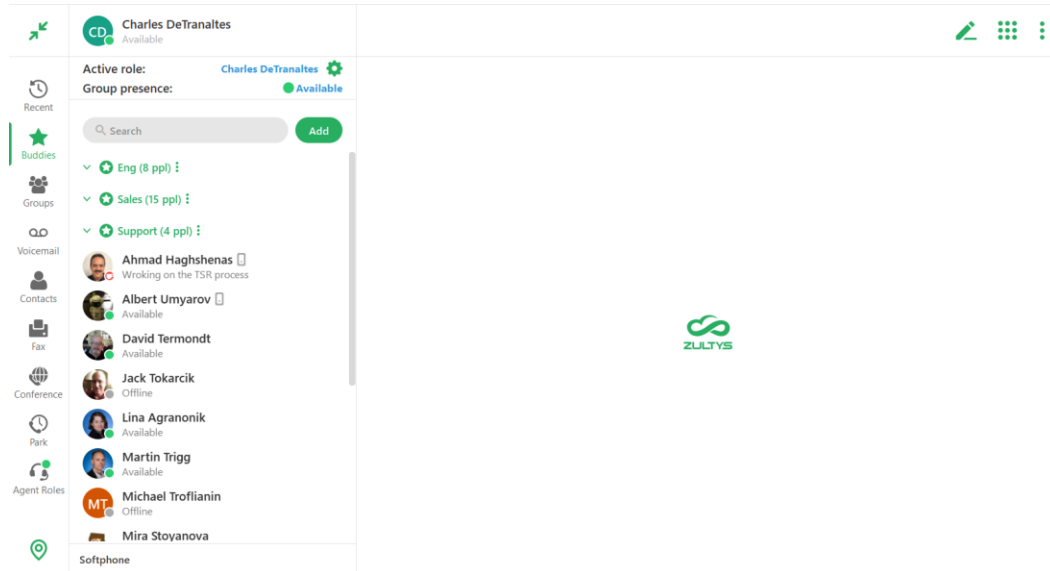 CD
Charles DeTranaltes
Available
Active role:
Charles DeTranaltes
Group presence:
Available
Search
Add
Recent
Buddies
Groups
Voicemail
Contacts
Fax
Conference
Park
Agent Roles
Eng (8 ppl)
Sales (15 ppl)
Support (4 ppl)
Ahmad Haghshenas
Wroking on the TSR process
Albert Umyarov
Available
David Termondt
Available
Jack Tokarcik
Offline
Lina Agranonik
Available
Martin Trigg
Available
MT
Michael Troflianin
Offline
Mira Stoyanova
Softphone
ZULTYS